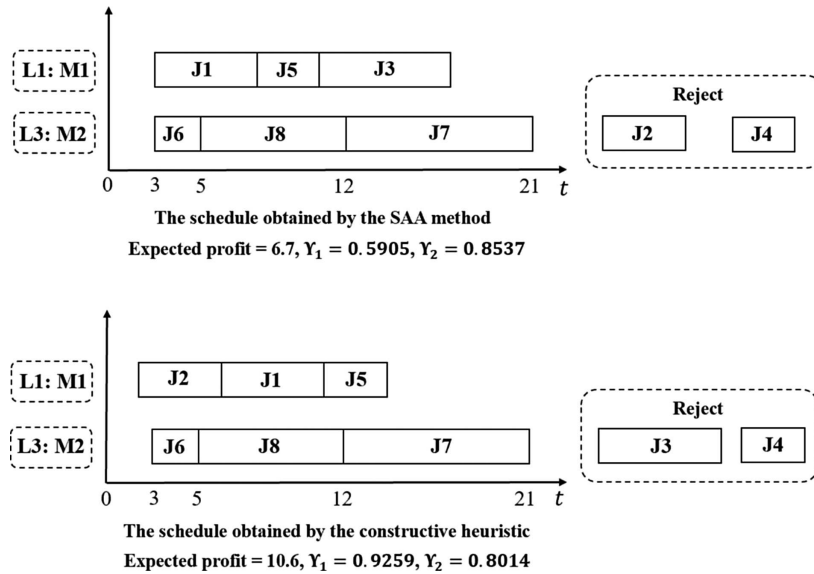 L1: M1 J1 J5 J3
Reject
L3: M2 J6 J8 J7 J2 J4
0 3 5 12 21 t
The schedule obtained by the SAA method
Expected profit = 6.7, ϒ1 = 0.5905, ϒ2 = 0.8537
L1: M1 J2 J1 J5
Reject
L3: M2 J6 J8 J7 J3 J4
0 3 5 12 21 t
The schedule obtained by the constructive heuristic
Expected profit = 10.6, ϒ1 = 0.9259, ϒ2 = 0.8014